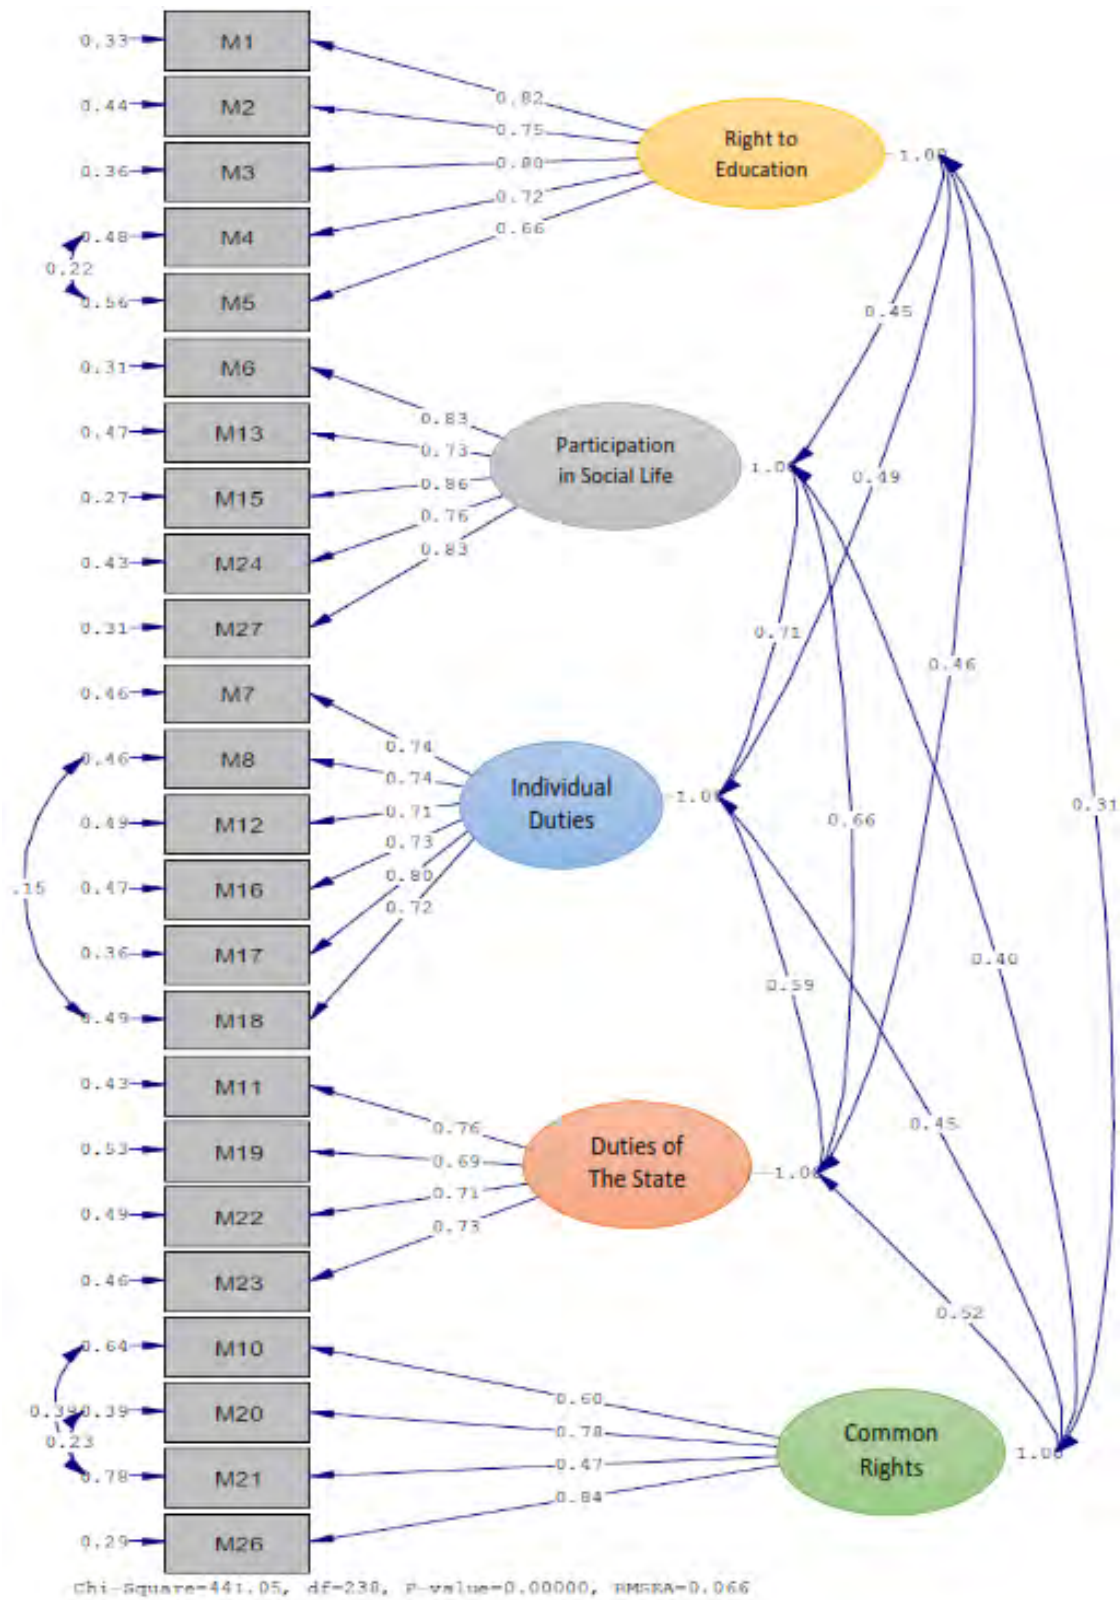 0.33 M1
0.82
0.44 M2
0.75
Right to
Education
1.00
0.36 M3
0.80
0.72
0.48 M4
0.66
0.22
0.56 M5
0.45
0.31 M6
0.83
0.47 M13
0.73
Participation
in Social Life
0.86
0.49
0.27 M15
0.76
0.43 M24
0.83
0.31 M27
0.71
0.46
0.46 M7
0.74
0.46 M8
0.74
Individual
Duties
0.71
0.31
0.49 M12
0.73
0.66
0.80
.15
0.47 M16
0.72
0.36 M17
0.40
0.59
0.49 M18
0.43 M11
0.76
0.45
0.53 M19
0.69
Duties of
The State
0.71
0.49 M22
0.73
0.46 M23
0.52
0.64 M10
0.60
0.39 M20
0.78
Common
Rights
0.23
0.47
0.78 M21
0.84
0.29 M26
Chi-Square=441.05, df=238, P-value=0.00000, RMSEA=0.066